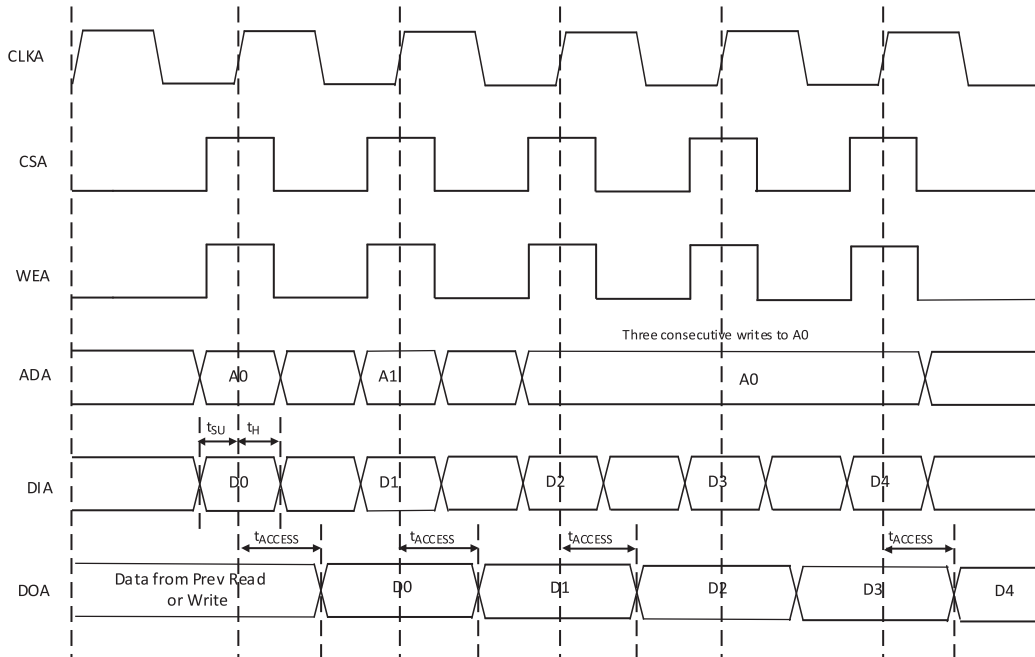 CLKA
CSA
WEA
Three consecutive writes to A0
ADA
A0
A1
A0
tSU
tH
DIA
D0
D1
D2
D3
D4
tACCESS
tACCESS
tACCESS
tACCESS
DOA
Data from Prev Read
or Write
D0
D1
D2
D3
D4